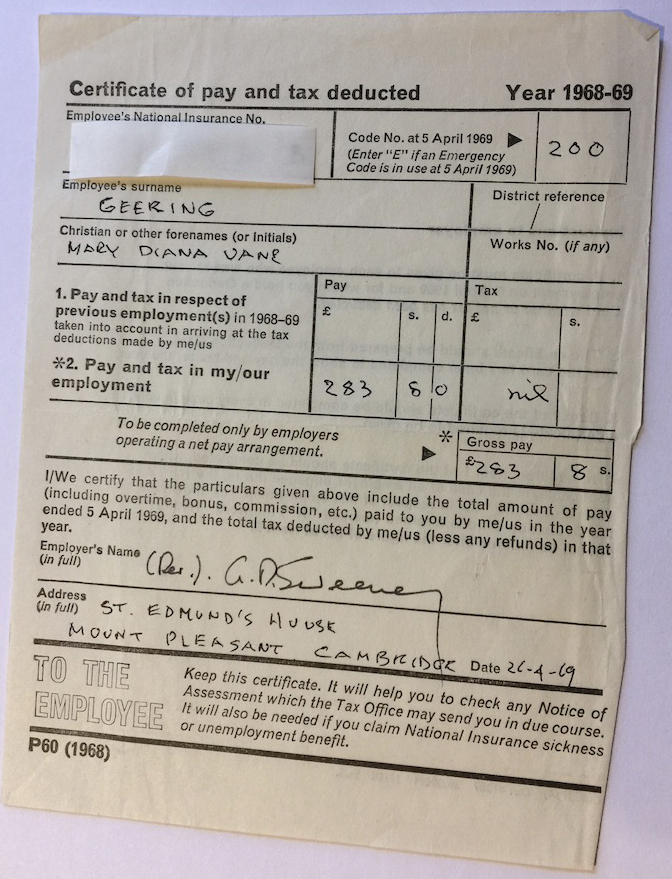 Certificate of pay and tax deducted Year 1968-69
Employee's National Insurance No.
Code No. at 5 April 1969 ▶ 200
(Enter "E" if an Emergency
Code is in use at 5 April 1969)
Employee's surname
GEERING
District reference
/
Christian or other forenames (or Initials)
MARY DIANA VANE
Works No. (if any)
Pay
Tax
£ s. d. £ s.
1. Pay and tax in respect of
previous employment(s) in 1968-69
taken into account in arriving at the tax
deductions made by me/us
*2. Pay and tax in my/our
employment
283 8 0 nil
To be completed only by employers
operating a net pay arrangement.
▶ * Gross pay
£283 8 s.
I/We certify that the particulars given above include the total amount of pay
(including overtime, bonus, commission, etc.) paid to you by me/us in the year
ended 5 April 1969, and the total tax deducted by me/us (less any refunds) in that
year.
Employer's Name
(in full)
(Rev.). G. D. Sweeney
Address
(in full)
ST. EDMUND'S HOUSE
MOUNT PLEASANT CAMBRIDGE Date 26-4-69
TO THE
EMPLOYEE
Keep this certificate. It will help you to check any Notice of
Assessment which the Tax Office may send you in due course.
It will also be needed if you claim National Insurance sickness
or unemployment benefit.
P60 (1968)